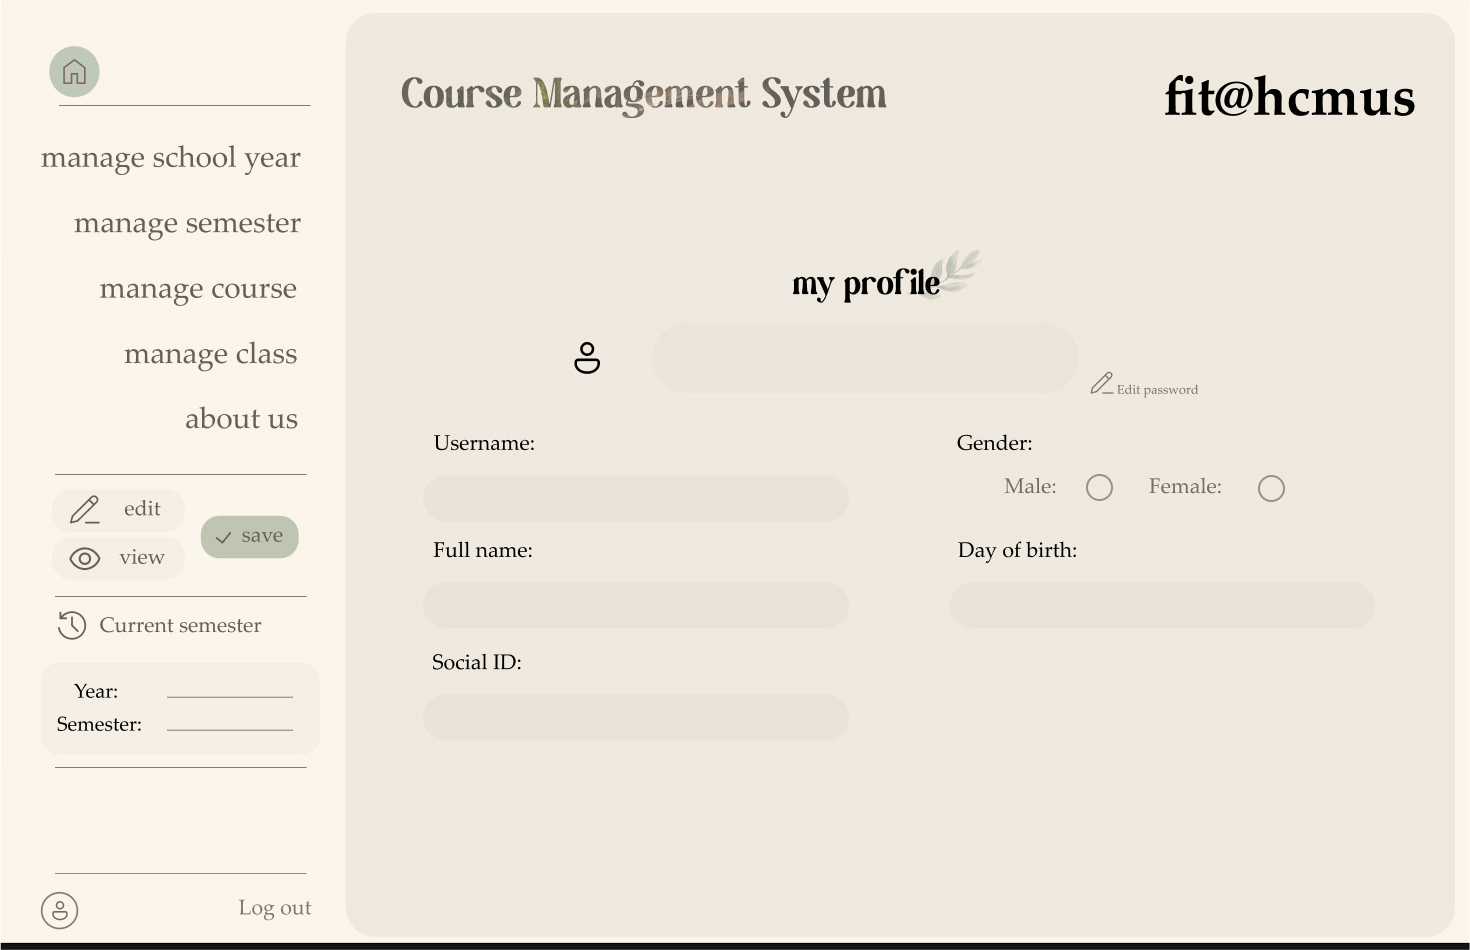 manage school year
manage semester
manage course
manage class
about us
edit
view
save
Current semester
Year:
Semester:
Log out
Course Management System
fit@hcmus
my profile
Edit password
Username:
Gender:
Male:
Female:
Full name:
Day of birth:
Social ID: